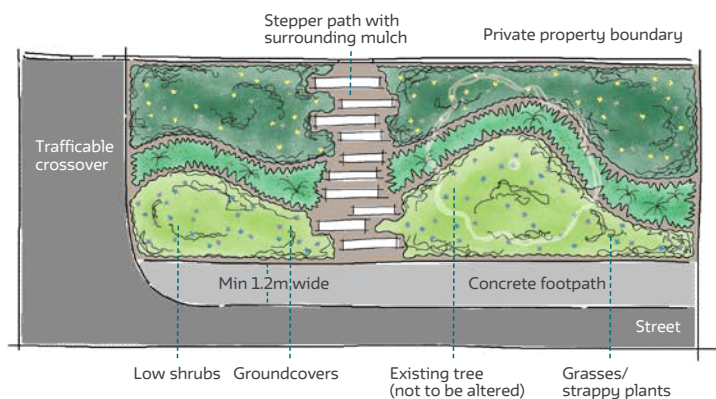 Stepper path with
surrounding mulch
Private property boundary
Trafficable
crossover
Min 1.2m wide
Concrete footpath
Street
Low shrubs
Groundcovers
Existing tree
(not to be altered)
Grasses/
strappy plants